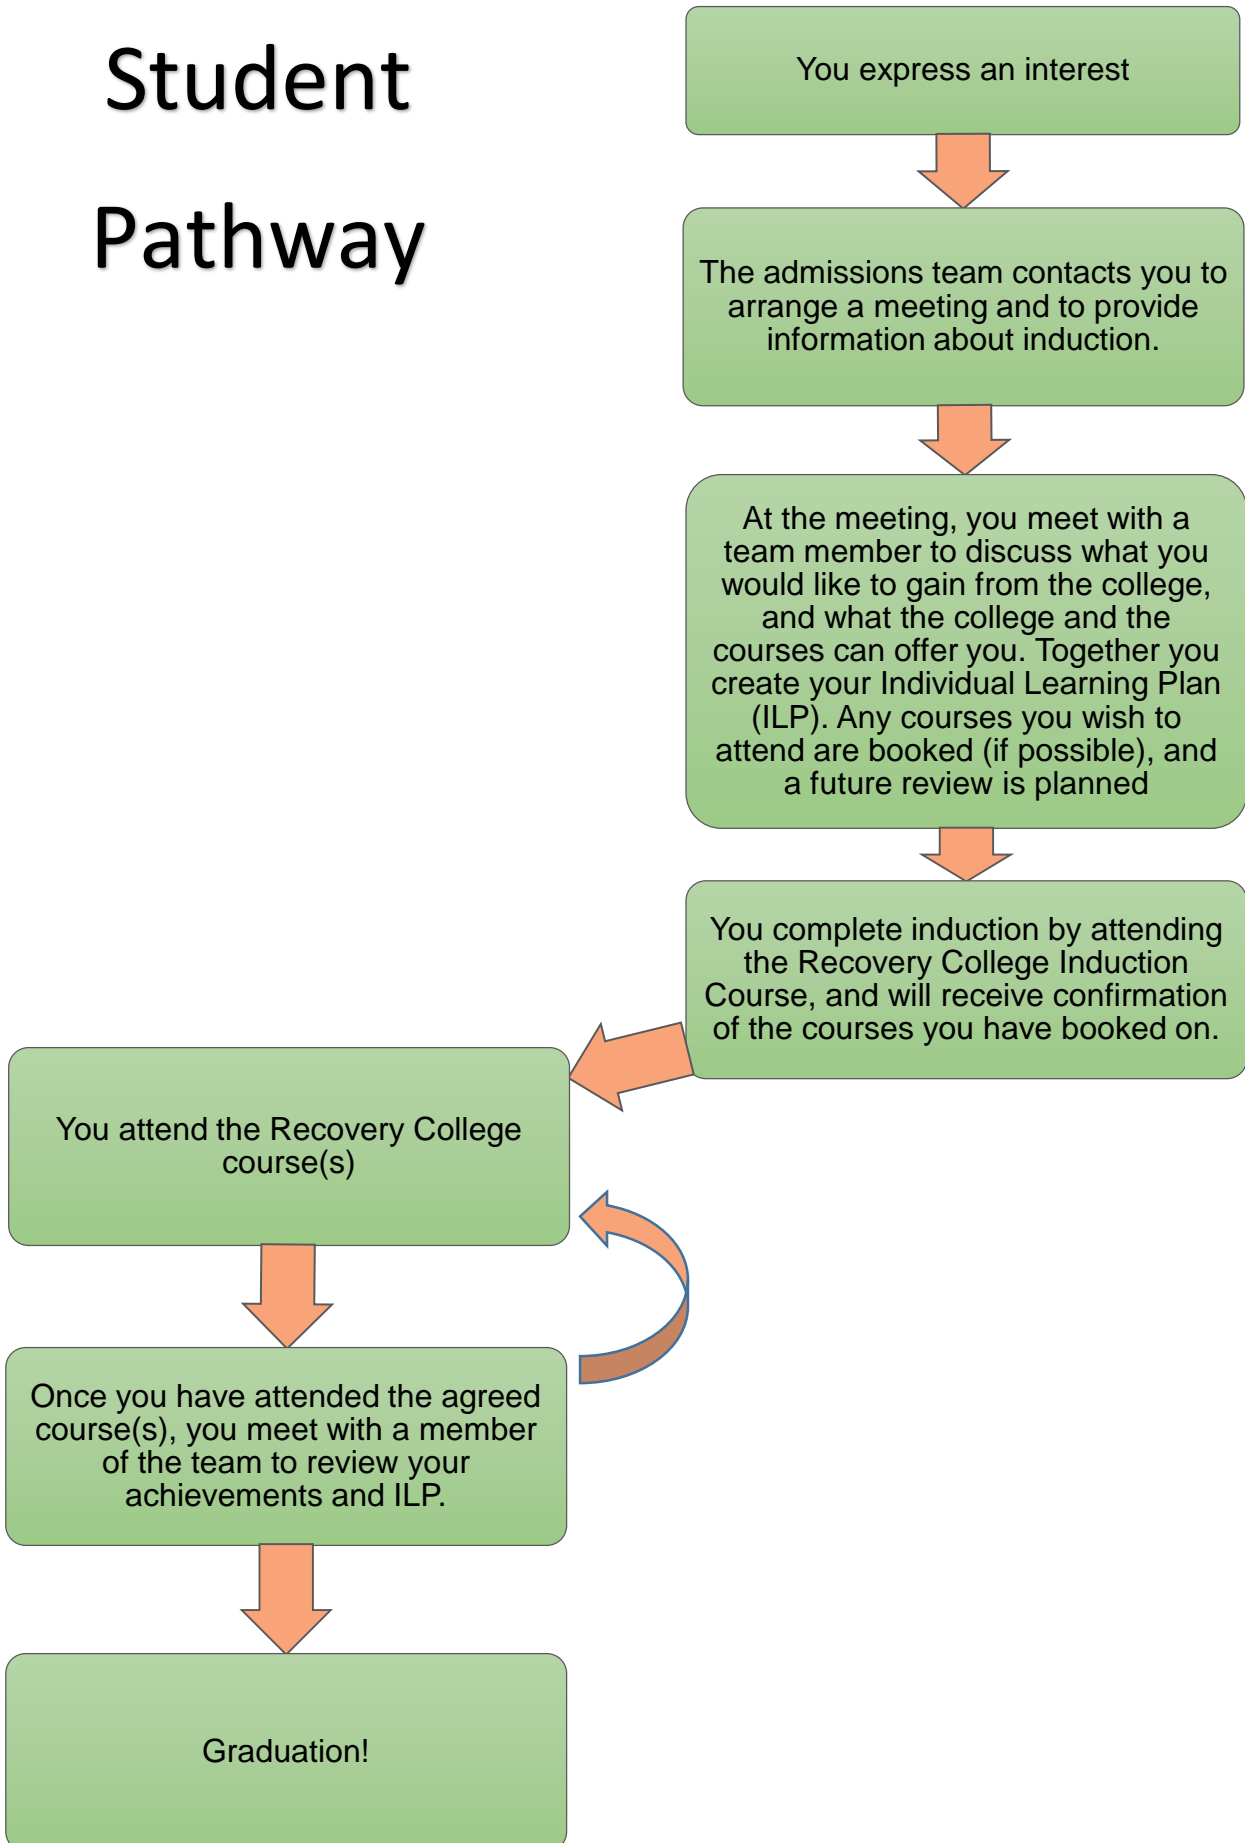 Student
Pathway
You express an interest
The admissions team contacts you to
arrange a meeting and to provide
information about induction.
At the meeting, you meet with a
team member to discuss what you
would like to gain from the college,
and what the college and the
courses can offer you. Together you
create your Individual Learning Plan
(ILP). Any courses you wish to
attend are booked (if possible), and
a future review is planned
You complete induction by attending
the Recovery College Induction
Course, and will receive confirmation
of the courses you have booked on.
You attend the Recovery College
course(s)
Once you have attended the agreed
course(s), you meet with a member
of the team to review your
achievements and ILP.
Graduation!